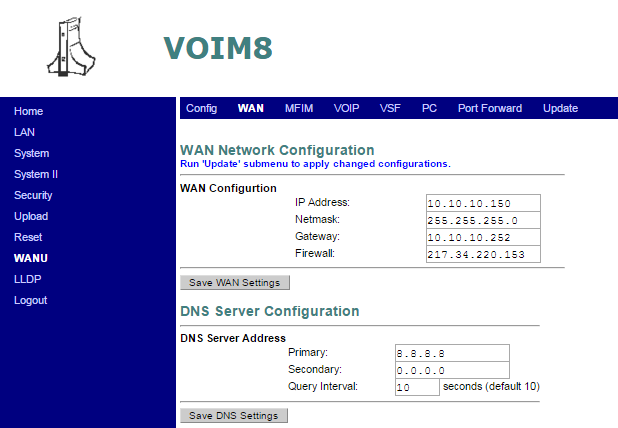 VOIM8
Config WAN MFIM VOIP VSF PC Port Forward Update
Home
LAN
System
System II
Security
Upload
Reset
WANU
LLDP
Logout
WAN Network Configuration
Run 'Update' submenu to apply changed configurations.
WAN Configurtion
IP Address: 10.10.10.150
Netmask: 255.255.255.0
Gateway: 10.10.10.252
Firewall: 217.34.220.153
Save WAN Settings
DNS Server Configuration
DNS Server Address
Primary: 8.8.8.8
Secondary: 0.0.0.0
Query Interval: 10 seconds (default 10)
Save DNS Settings